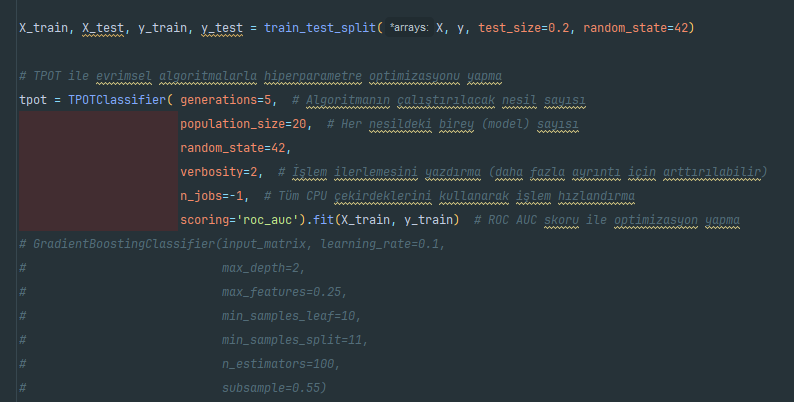 X_train, X_test, y_train, y_test = train_test_split( *arrays: X, y, test_size=0.2, random_state=42)
# TPOT ile evrimsel algoritmalarla hiperparametre optimizasyonu yapma
tpot = TPOTClassifier( generations=5,  # Algoritmanın çalıştırılacak nesil sayısı
population_size=20,  # Her nesildeki birey (model) sayısı
random_state=42,
verbosity=2,  # İşlem ilerlemesini yazdırma (daha fazla ayrıntı için arttırılabilir)
n_jobs=-1,  # Tüm CPU çekirdeklerini kullanarak işlem hızlandırma
scoring='roc_auc').fit(X_train, y_train)  # ROC AUC skoru ile optimizasyon yapma
# GradientBoostingClassifier(input_matrix, learning_rate=0.1,
# max_depth=2,
# max_features=0.25,
# min_samples_leaf=10,
# min_samples_split=11,
# n_estimators=100,
# subsample=0.55)